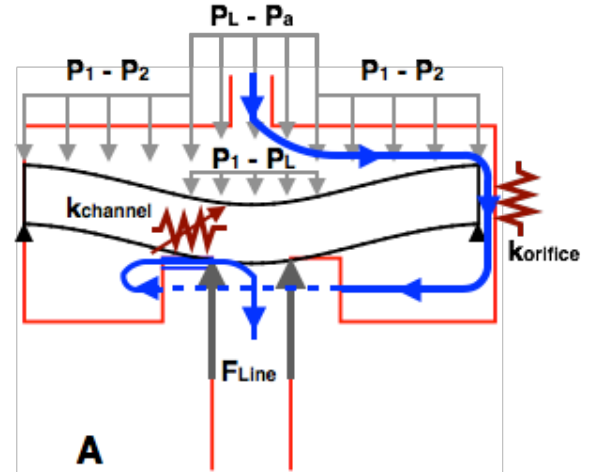 PL - Pa
P1 - P2
P1 - P2
P1 - PL
kchannel
korifice
FLine
A